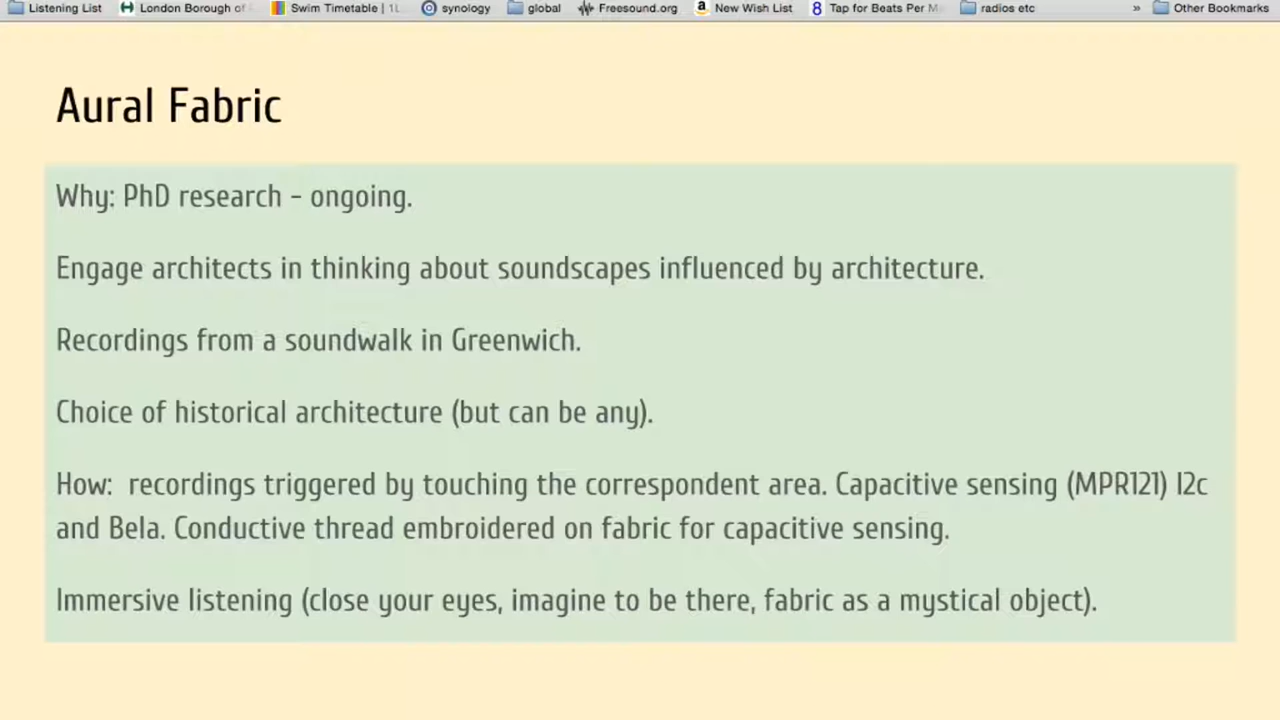 Listening List London Borough of Swim Timetable | 1L synology global Freesound.org New Wish List Tap for Beats Per M radios etc » Other Bookmarks
Aural Fabric
Why: PhD research - ongoing.
Engage architects in thinking about soundscapes influenced by architecture.
Recordings from a soundwalk in Greenwich.
Choice of historical architecture (but can be any).
How: recordings triggered by touching the correspondent area. Capacitive sensing (MPR121) I2c
and Bela. Conductive thread embroidered on fabric for capacitive sensing.
Immersive listening (close your eyes, imagine to be there, fabric as a mystical object).